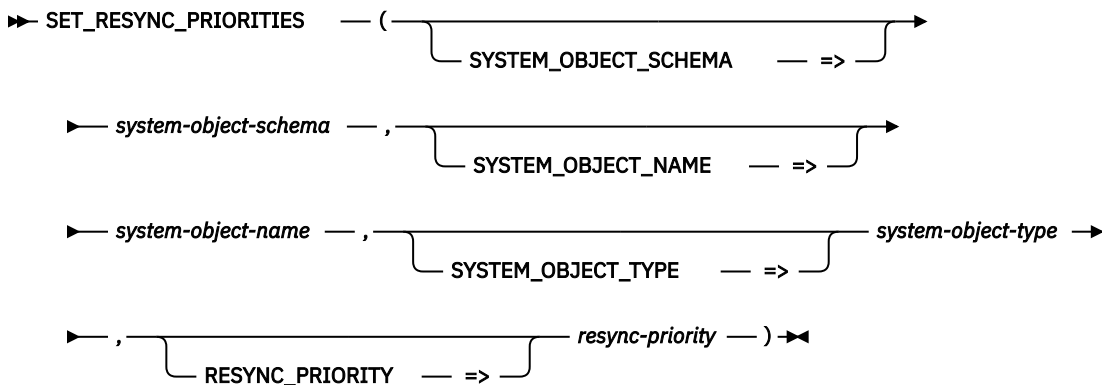 SET_RESYNC_PRIORITIES (
SYSTEM_OBJECT_SCHEMA =>
system-object-schema ,
SYSTEM_OBJECT_NAME =>
system-object-name , system-object-type
SYSTEM_OBJECT_TYPE =>
, resync-priority )
RESYNC_PRIORITY =>